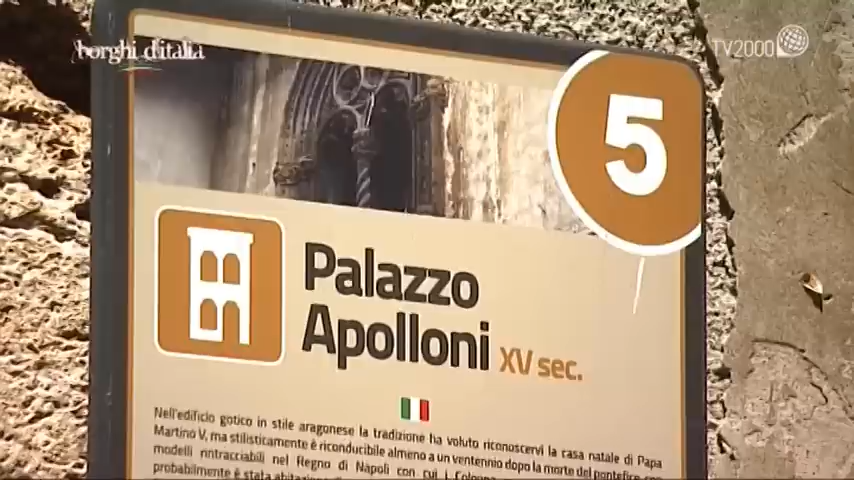 borghi d'italia
TV2000
5
Palazzo
Apolloni XV sec.
Nell'edificio gotico in stile aragonese la tradizione ha voluto riconoscervi la casa natale di Papa
Martino V, ma stilisticamente è riconducibile almeno a un ventennio dopo la morte del pontefice
modelli rintracciabili nel Regno di Napoli con cui i
probabilmente è stata